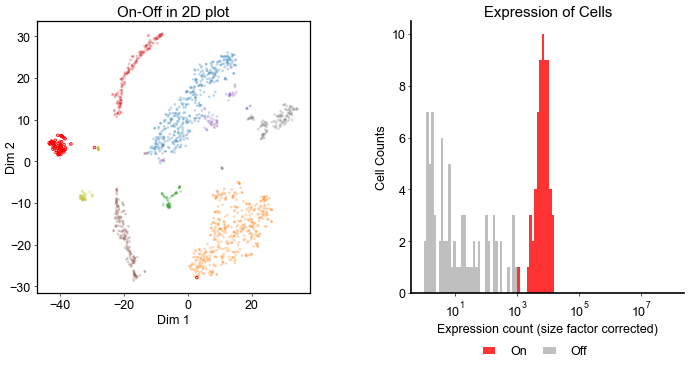 On-Off in 2D plot
30
20
10
0
−10
−20
−30
−40
−20
0
20
Dim 2
Dim 1
Expression of Cells
10
8
6
4
2
0
10^1
10^3
10^5
10^7
Cell Counts
Expression count (size factor corrected)
On
Off